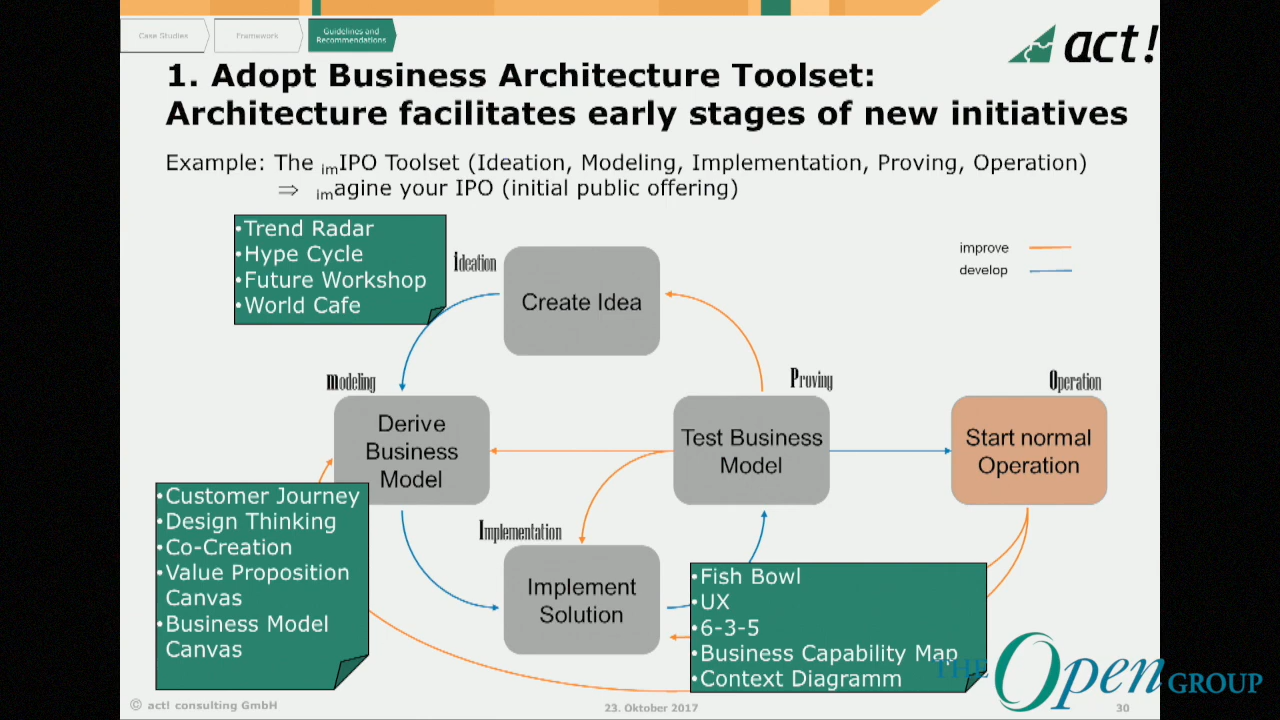 Case Studies
Framework
Guidelines and
Recommendations
act!
1. Adopt Business Architecture Toolset:
Architecture facilitates early stages of new initiatives
Example: The imIPO Toolset (Ideation, Modeling, Implementation, Proving, Operation)
⇒ imagine your IPO (initial public offering)
•Trend Radar
•Hype Cycle
•Future Workshop
•World Cafe
ideation
Create Idea
improve
develop
modeling
Proving
Operation
Derive
Business
Model
Test Business
Model
Start normal
Operation
•Customer Journey
•Design Thinking
•Co-Creation
•Value Proposition
Canvas
•Business Model
Canvas
Implementation
Implement
Solution
•Fish Bowl
•UX
•6-3-5
•Business Capability Map
•Context Diagramm
THE Open GROUP
© act! consulting GmbH
23. Oktober 2017
30